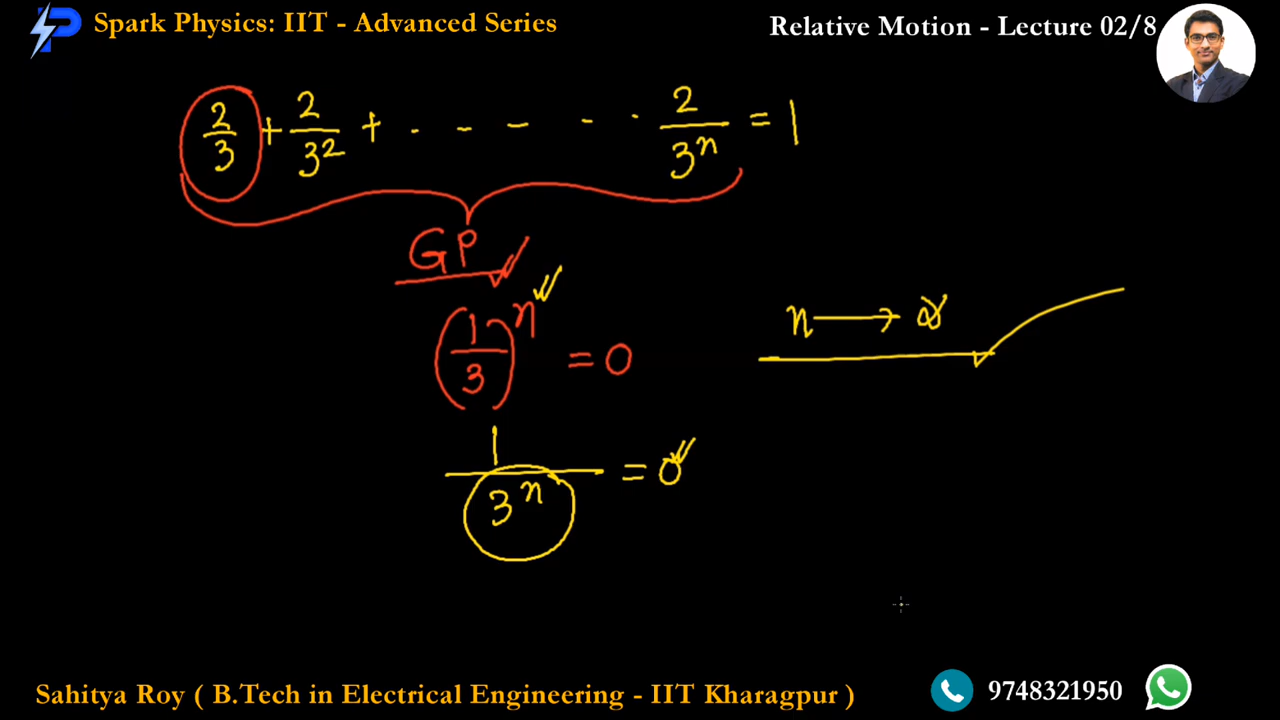 Spark Physics: IIT - Advanced Series
Relative Motion - Lecture 02/8
2/3 + 2/3² + · - - - · 2/3ⁿ = 1
GP
(1/3)ⁿ = 0
n → ∞
1/3ⁿ = 0
Sahitya Roy ( B.Tech in Electrical Engineering - IIT Kharagpur )
9748321950